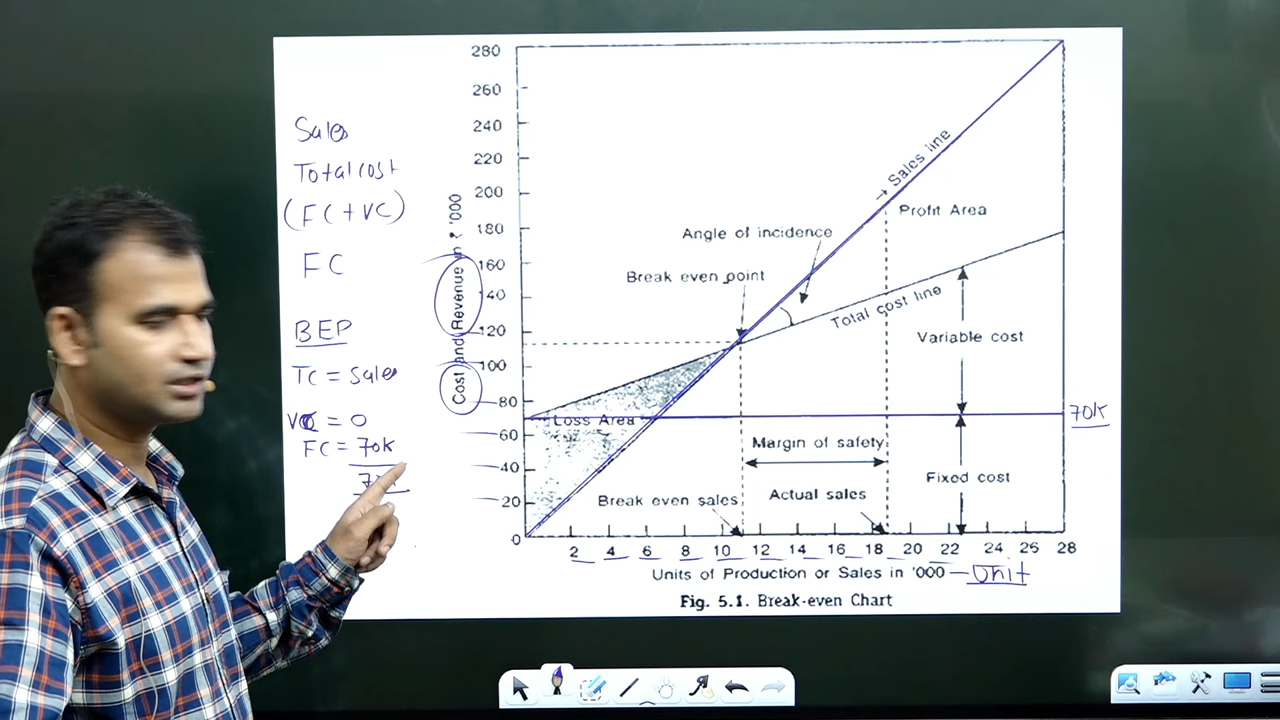 Sales
Total cost
(FC+VC)
FC
BEP
TC = Sales
VC = 0
FC = 70K
280
260
240
220
200
180
160
140
120
100
80
60
40
20
0
Cost and Revenue in ₹ '000
→ Sales line
Profit Area
Angle of incidence
Break even point
Total cost line
Variable cost
70K
Loss Area
Margin of safety
Fixed cost
Break even sales
Actual sales
2 4 6 8 10 12 14 16 18 20 22 24 26 28
Units of Production or Sales in '000 — Unit
Fig. 5.1. Break-even Chart